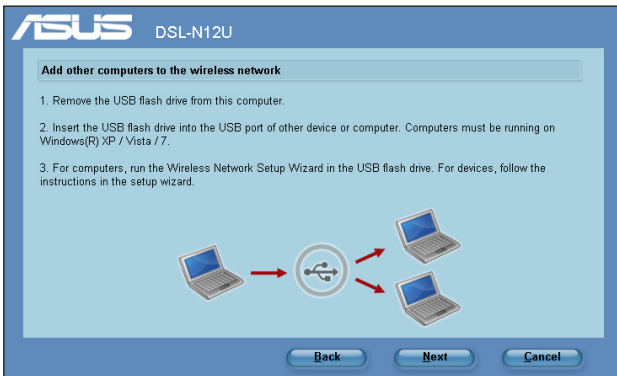 ASUS DSL-N12U
Add other computers to the wireless network
1. Remove the USB flash drive from this computer.
2. Insert the USB flash drive into the USB port of other device or computer. Computers must be running on
Windows(R) XP / Vista / 7.
3. For computers, run the Wireless Network Setup Wizard in the USB flash drive. For devices, follow the
instructions in the setup wizard.
Back Next Cancel